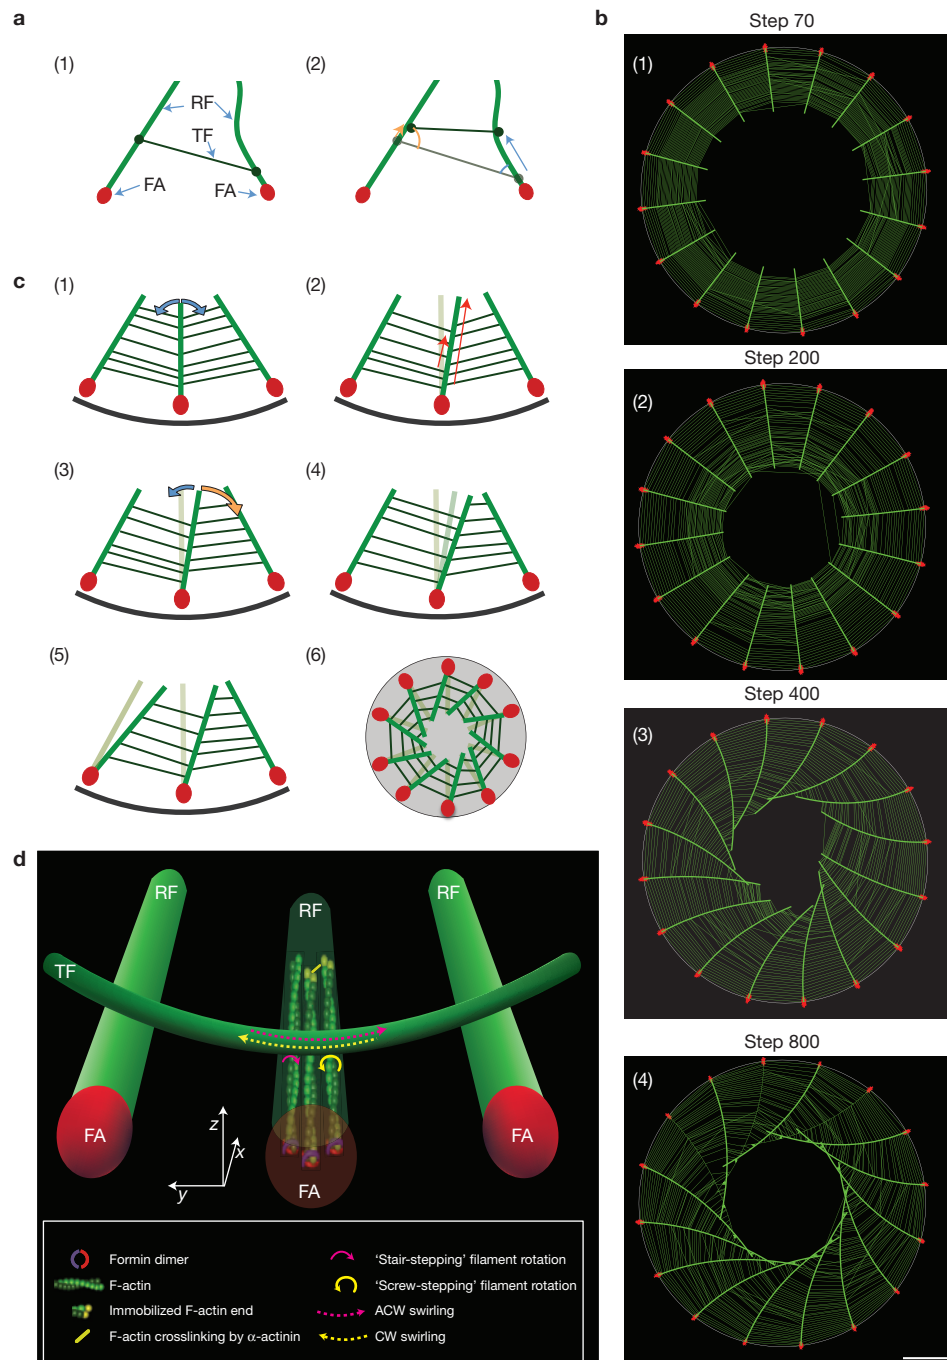 a
(1)
(2)
RF
TF
FA
FA
b
Step 70
(1)
Step 200
(2)
Step 400
(3)
Step 800
(4)
c
(1)
(2)
(3)
(4)
(5)
(6)
d
RF
RF
RF
TF
FA
FA
FA
z
x
y
Formin dimer
F-actin
Immobilized F-actin end
F-actin crosslinking by α-actinin
‘Stair-stepping’ filament rotation
‘Screw-stepping’ filament rotation
ACW swirling
CW swirling